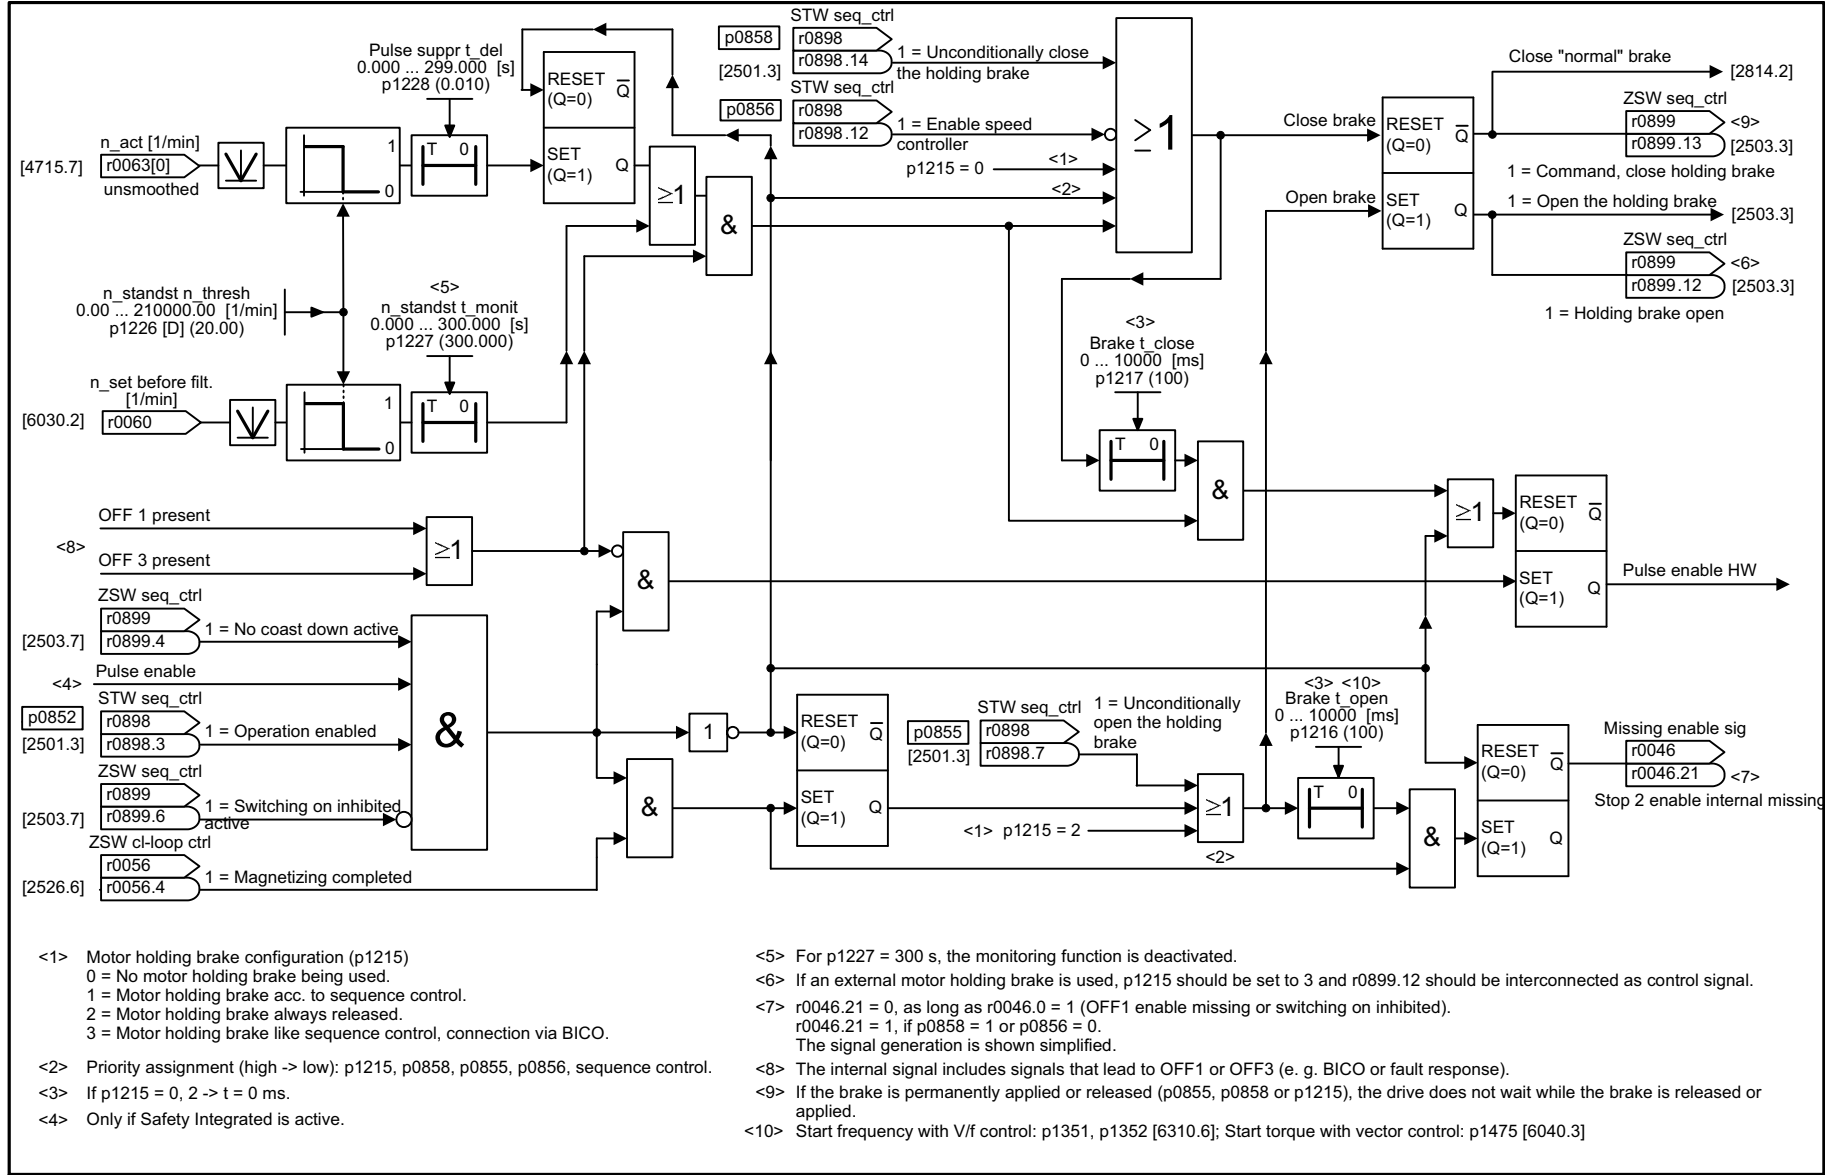 STW seq_ctrl
p0858
r0898
r0898.14
[2501.3]
1 = Unconditionally close
the holding brake
STW seq_ctrl
p0856
r0898
r0898.12
1 = Enable speed
controller
p1215 = 0
<1>
<2>
≥1
Pulse suppr t_del
0.000 ... 299.000 [s]
p1228 (0.010)
T 0
RESET
(Q=0)
Q
SET
(Q=1)
Q
n_act [1/min]
[4715.7]
r0063[0]
unsmoothed
1
0
≥1
&
n_standst n_thresh
0.00 ... 210000.00 [1/min]
p1226 [D] (20.00)
<5>
n_standst t_monit
0.000 ... 300.000 [s]
p1227 (300.000)
T 0
n_set before filt.
[1/min]
[6030.2]
r0060
1
0
Close brake
Open brake
RESET
(Q=0)
Q
SET
(Q=1)
Q
Close "normal" brake
[2814.2]
ZSW seq_ctrl
r0899
<9>
r0899.13
[2503.3]
1 = Command, close holding brake
1 = Open the holding brake
[2503.3]
ZSW seq_ctrl
r0899
<6>
r0899.12
[2503.3]
1 = Holding brake open
<3>
Brake t_close
0 ... 10000 [ms]
p1217 (100)
T 0
&
≥1
RESET
(Q=0)
Q
SET
(Q=1)
Q
Pulse enable HW
OFF 1 present
<8>
OFF 3 present
≥1
&
ZSW seq_ctrl
r0899
[2503.7]
r0899.4
1 = No coast down active
Pulse enable
<4>
STW seq_ctrl
p0852
r0898
[2501.3]
r0898.3
1 = Operation enabled
ZSW seq_ctrl
r0899
[2503.7]
r0899.6
1 = Switching on inhibited
active
ZSW cl-loop ctrl
r0056
[2526.6]
r0056.4
1 = Magnetizing completed
&
1
&
RESET
(Q=0)
Q
SET
(Q=1)
Q
STW seq_ctrl
p0855
r0898
[2501.3]
r0898.7
1 = Unconditionally
open the holding
brake
<1> p1215 = 2
≥1
<2>
<3> <10>
Brake t_open
0 ... 10000 [ms]
p1216 (100)
T 0
&
RESET
(Q=0)
Q
SET
(Q=1)
Q
Missing enable sig
r0046
r0046.21
<7>
Stop 2 enable internal missing
<1> Motor holding brake configuration (p1215)
0 = No motor holding brake being used.
1 = Motor holding brake acc. to sequence control.
2 = Motor holding brake always released.
3 = Motor holding brake like sequence control, connection via BICO.
<2> Priority assignment (high -> low): p1215, p0858, p0855, p0856, sequence control.
<3> If p1215 = 0, 2 -> t = 0 ms.
<4> Only if Safety Integrated is active.
<5> For p1227 = 300 s, the monitoring function is deactivated.
<6> If an external motor holding brake is used, p1215 should be set to 3 and r0899.12 should be interconnected as control signal.
<7> r0046.21 = 0, as long as r0046.0 = 1 (OFF1 enable missing or switching on inhibited).
r0046.21 = 1, if p0858 = 1 or p0856 = 0.
The signal generation is shown simplified.
<8> The internal signal includes signals that lead to OFF1 or OFF3 (e. g. BICO or fault response).
<9> If the brake is permanently applied or released (p0855, p0858 or p1215), the drive does not wait while the brake is released or
applied.
<10> Start frequency with V/f control: p1351, p1352 [6310.6]; Start torque with vector control: p1475 [6040.3]